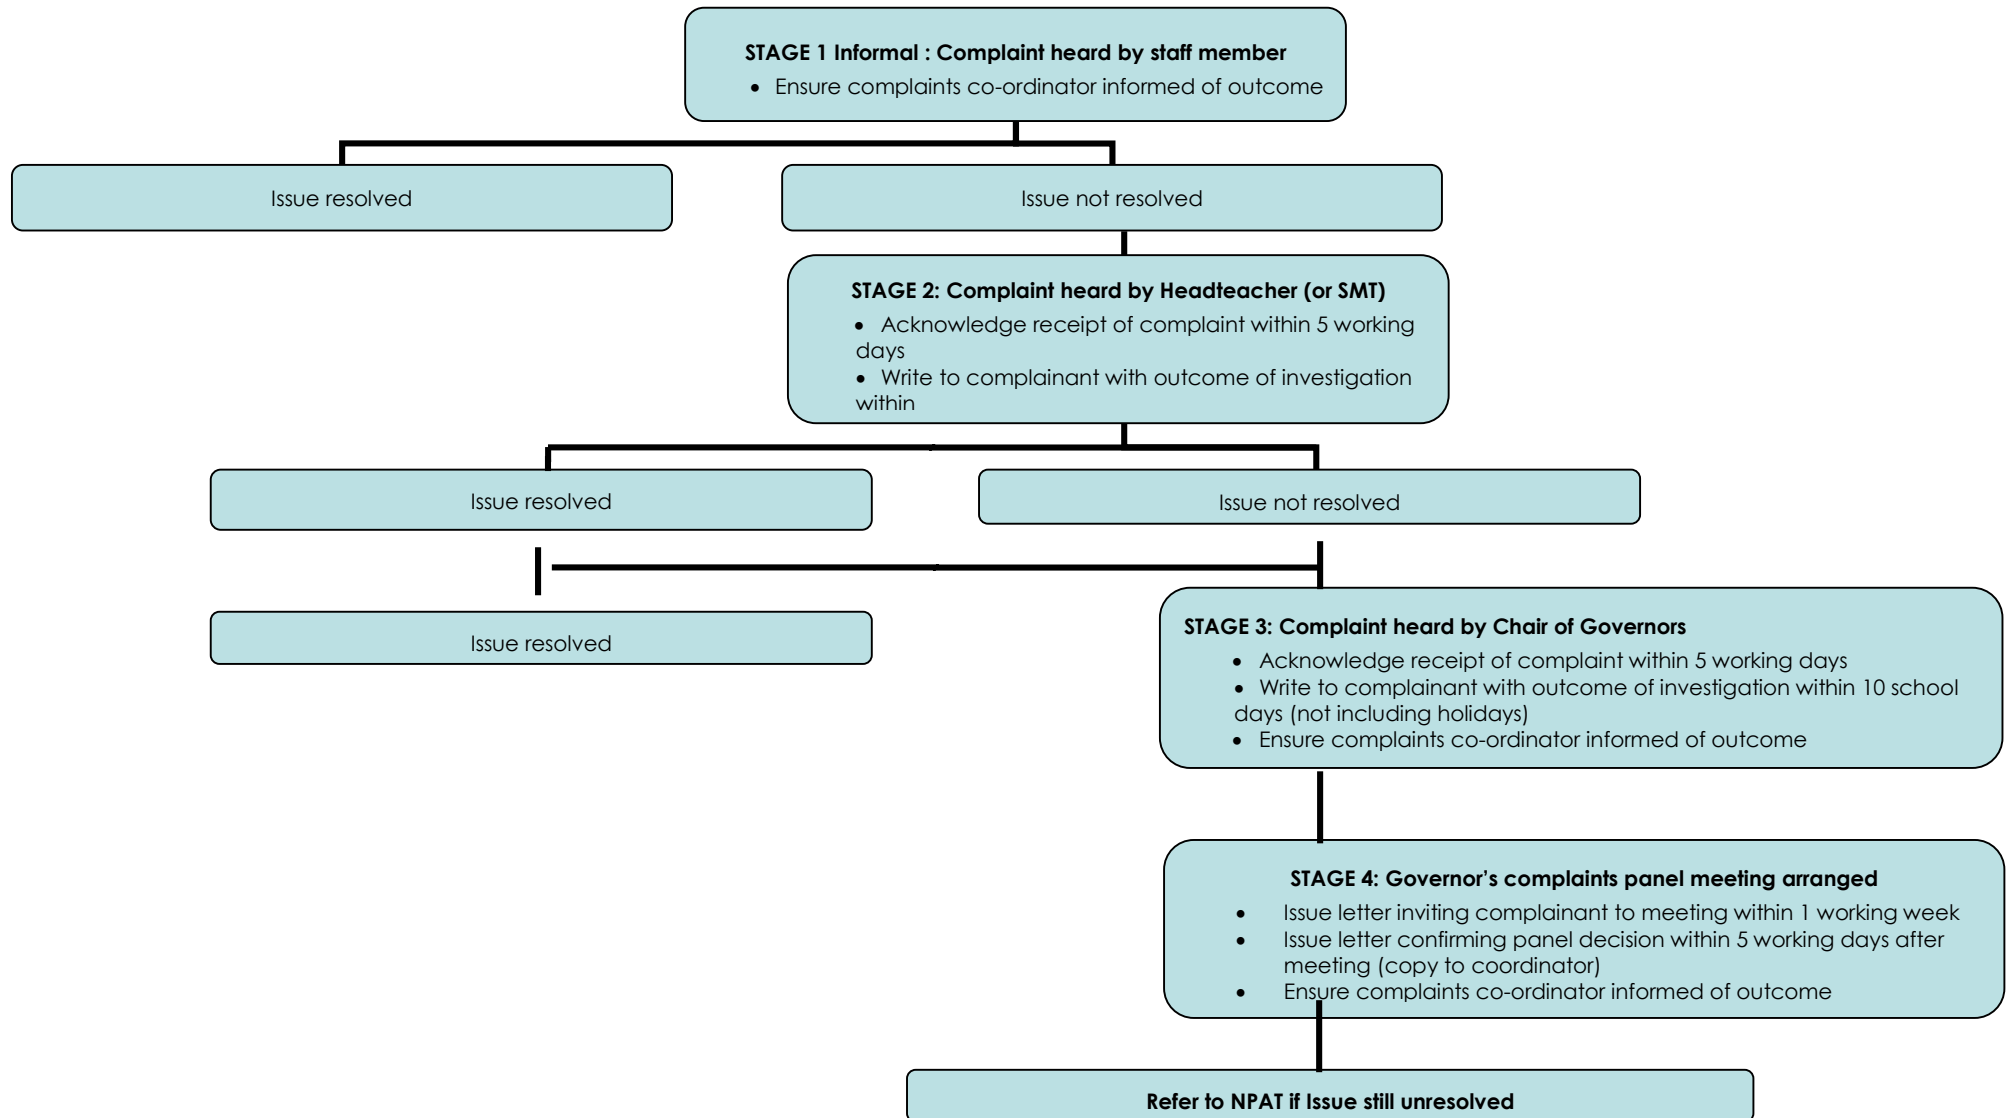 STAGE 1 Informal : Complaint heard by staff member
• Ensure complaints co-ordinator informed of outcome
Issue resolved
Issue not resolved
STAGE 2: Complaint heard by Headteacher (or SMT)
• Acknowledge receipt of complaint within 5 working
days
• Write to complainant with outcome of investigation
within
Issue resolved
Issue not resolved
Issue resolved
STAGE 3: Complaint heard by Chair of Governors
• Acknowledge receipt of complaint within 5 working days
• Write to complainant with outcome of investigation within 10 school
days (not including holidays)
• Ensure complaints co-ordinator informed of outcome
STAGE 4: Governor’s complaints panel meeting arranged
• Issue letter inviting complainant to meeting within 1 working week
• Issue letter confirming panel decision within 5 working days after
meeting (copy to coordinator)
• Ensure complaints co-ordinator informed of outcome
Refer to NPAT if Issue still unresolved